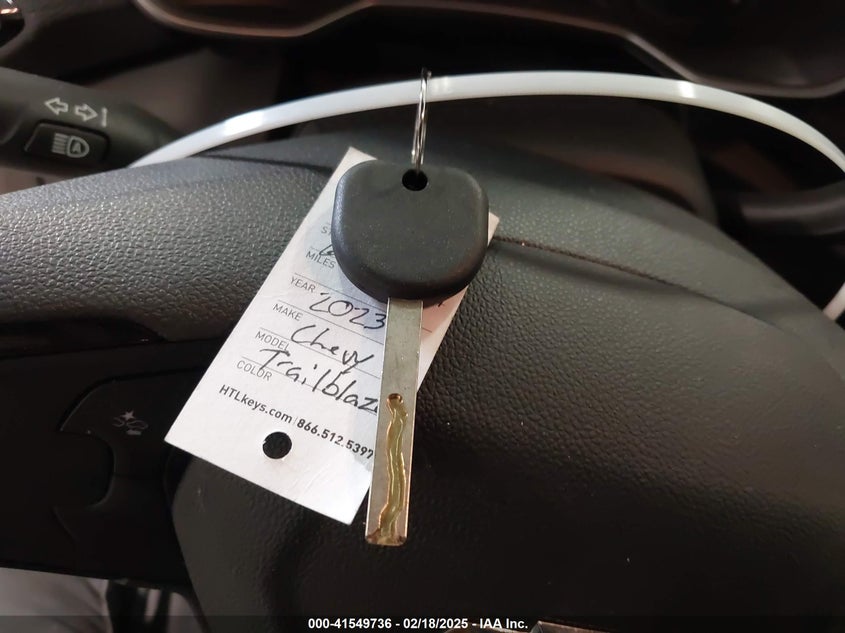 MILES
YEAR 2023
MAKE Chevy
MODEL Trailblaz
COLOR
HTLkeys.com | 866.512.5397
000-41549736 - 02/18/2025 - IAA Inc.